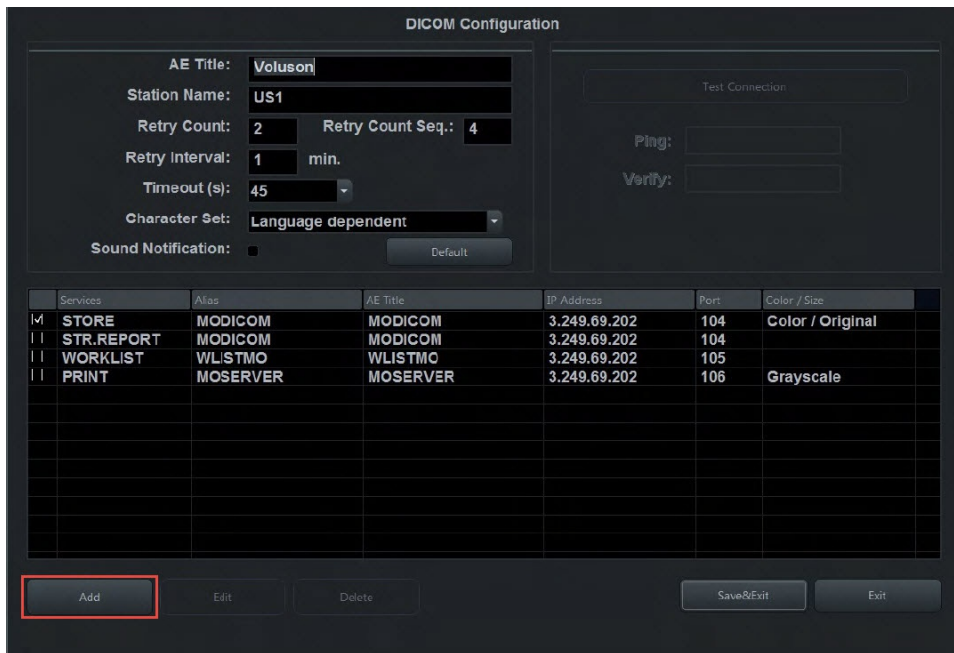 DICOM Configuration
AE Title: Voluson
Station Name: US1
Retry Count: 2 Retry Count Seq.: 4
Retry Interval: 1 min.
Timeout (s): 45
Character Set: Language dependent
Sound Notification: Default
Test Connection
Ping:
Verify:
Services Alias AE Title IP Address Port Color / Size
STORE MODICOM MODICOM 3.249.69.202 104 Color / Original
STR.REPORT MODICOM MODICOM 3.249.69.202 104
WORKLIST WLISTMO WLISTMO 3.249.69.202 105
PRINT MOSERVER MOSERVER 3.249.69.202 106 Grayscale
Add Edit Delete Save&Exit Exit